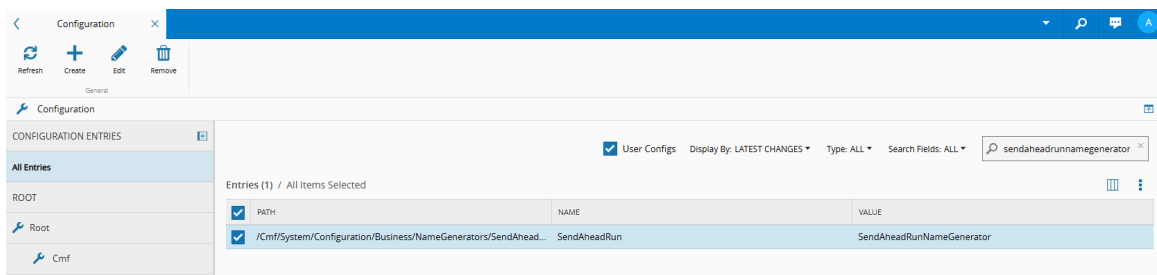 Configuration
A
Refresh Create Edit Remove
General
Configuration
CONFIGURATION ENTRIES
User Configs Display By: LATEST CHANGES Type: ALL Search Fields: ALL sendaheadrunnamegenerator
All Entries
Entries (1) / All Items Selected
ROOT
PATH NAME VALUE
Root
/Cmf/System/Configuration/Business/NameGenerators/SendAhead... SendAheadRun SendAheadRunNameGenerator
Cmf